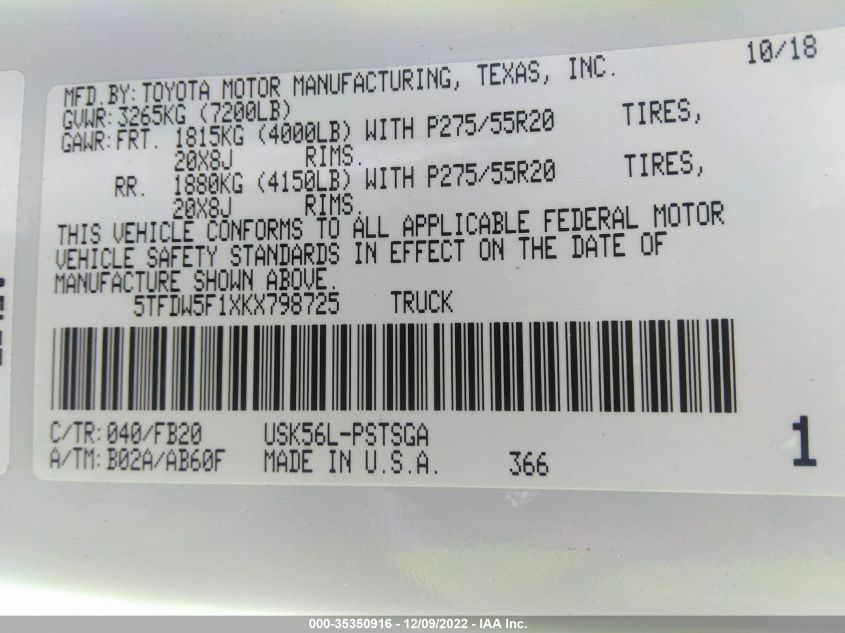 10/18
MFD.BY:TOYOTA MOTOR MANUFACTURING, TEXAS, INC.
GVWR:3265KG (7200LB)
GAWR:FRT. 1815KG (4000LB) WITH P275/55R20 TIRES,
20X8J RIMS.
RR. 1880KG (4150LB) WITH P275/55R20 TIRES,
20X8J RIMS.
THIS VEHICLE CONFORMS TO ALL APPLICABLE FEDERAL MOTOR
VEHICLE SAFETY STANDARDS IN EFFECT ON THE DATE OF
MANUFACTURE SHOWN ABOVE.
5TFDW5F1XKX798725 TRUCK
C/TR:040/FB20 USK56L-PSTSGA
A/TM:B02A/AB60F MADE IN U.S.A. 366
1
000-35350916 - 12/09/2022 - IAA Inc.